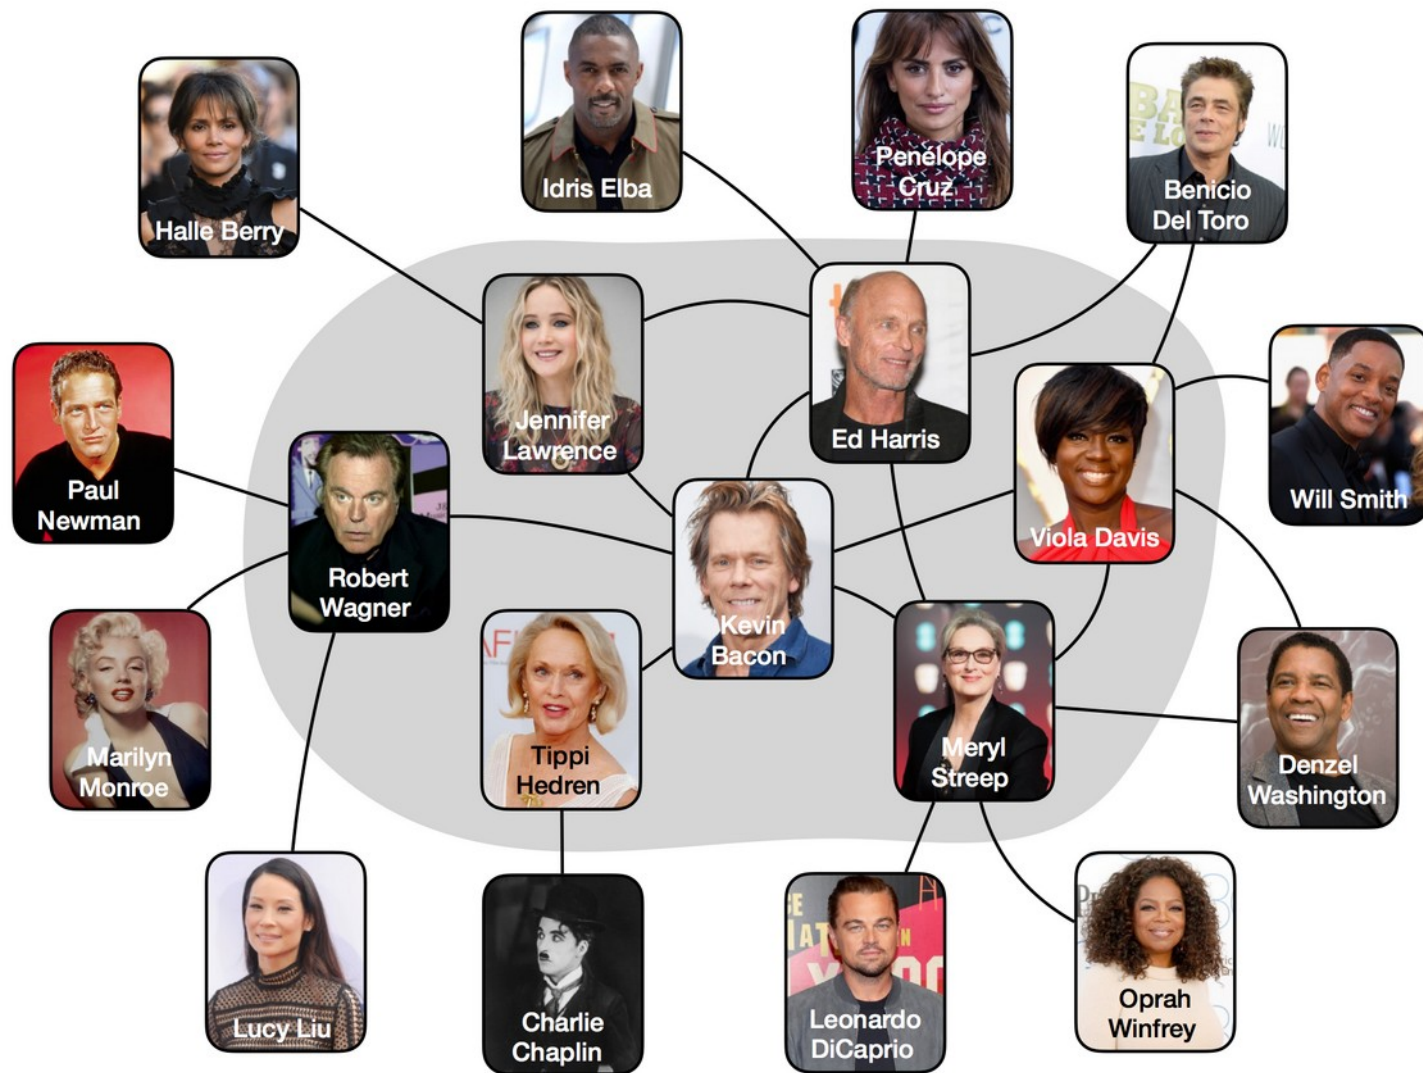 Halle Berry
Idris Elba
Penélope
Cruz
Benicio
Del Toro
Jennifer
Lawrence
Ed Harris
Paul
Newman
Robert
Wagner
Kevin
Bacon
Viola Davis
Will Smith
Marilyn
Monroe
Tippi
Hedren
Meryl
Streep
Denzel
Washington
Lucy Liu
Charlie
Chaplin
Leonardo
DiCaprio
Oprah
Winfrey